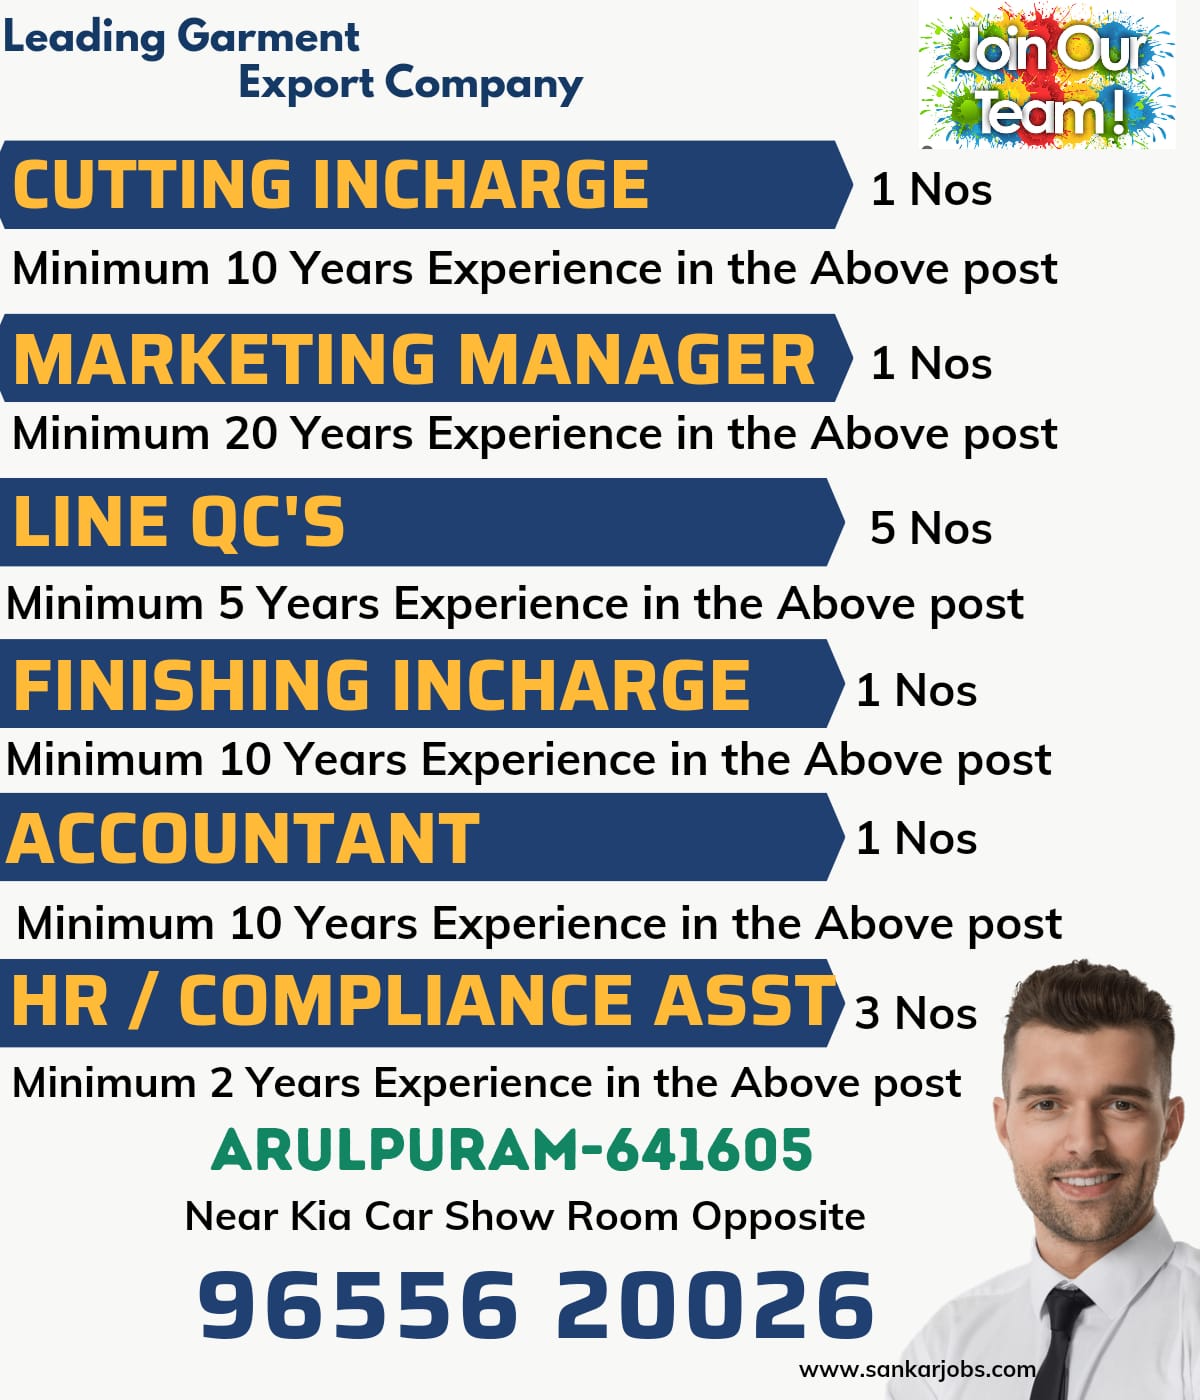 Leading Garment
Export Company
Join Our
Team!
CUTTING INCHARGE
1 Nos
Minimum 10 Years Experience in the Above post
MARKETING MANAGER
1 Nos
Minimum 20 Years Experience in the Above post
LINE QC'S
5 Nos
Minimum 5 Years Experience in the Above post
FINISHING INCHARGE
1 Nos
Minimum 10 Years Experience in the Above post
ACCOUNTANT
1 Nos
Minimum 10 Years Experience in the Above post
HR / COMPLIANCE ASST
3 Nos
Minimum 2 Years Experience in the Above post
ARULPURAM-641605
Near Kia Car Show Room Opposite
96556 20026
www.sankarjobs.com